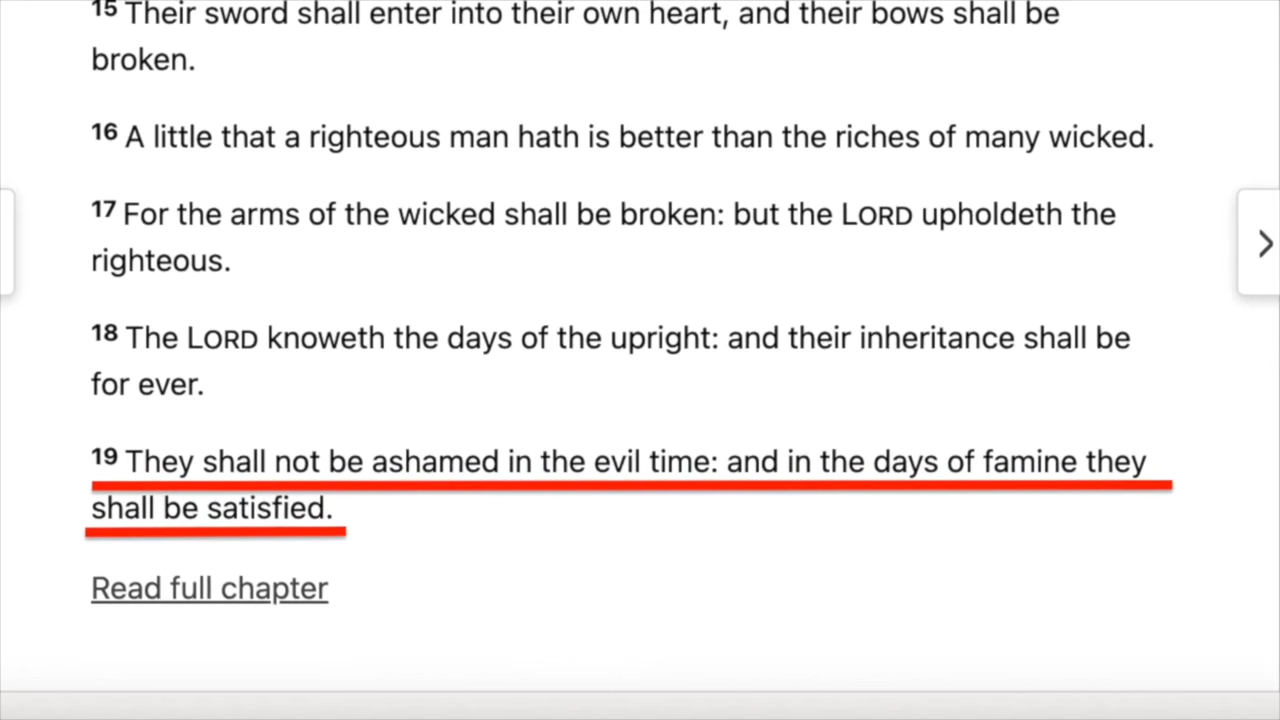 15 Their sword shall enter into their own heart, and their bows shall be
broken.
16 A little that a righteous man hath is better than the riches of many wicked.
17 For the arms of the wicked shall be broken: but the LORD upholdeth the
righteous.
18 The LORD knoweth the days of the upright: and their inheritance shall be
for ever.
19 They shall not be ashamed in the evil time: and in the days of famine they
shall be satisfied.
Read full chapter